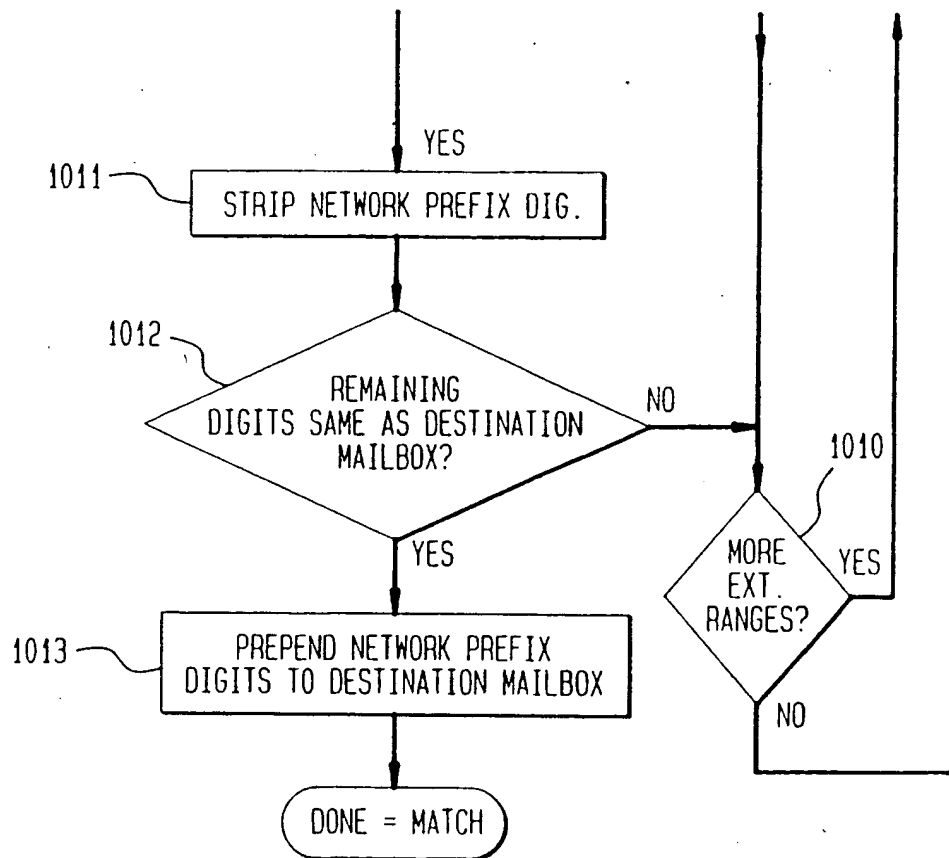 YES
1011
STRIP NETWORK PREFIX DIG.
1012
REMAINING
DIGITS SAME AS DESTINATION
MAILBOX?
NO
YES
1010
MORE
EXT.
RANGES?
YES
NO
1013
PREPEND NETWORK PREFIX
DIGITS TO DESTINATION MAILBOX
DONE = MATCH